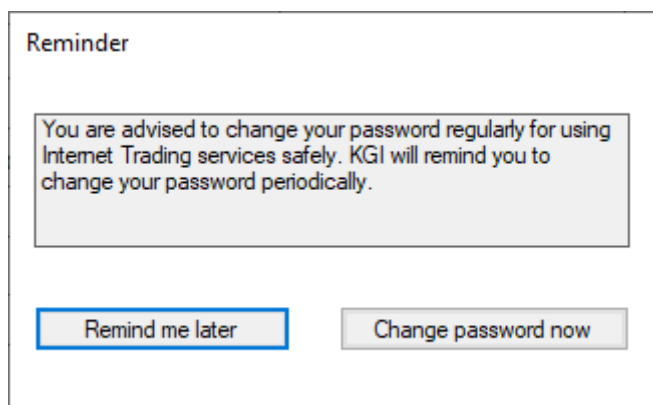 Reminder
You are advised to change your password regularly for using
Internet Trading services safely. KGI will remind you to
change your password periodically.
Remind me later
Change password now